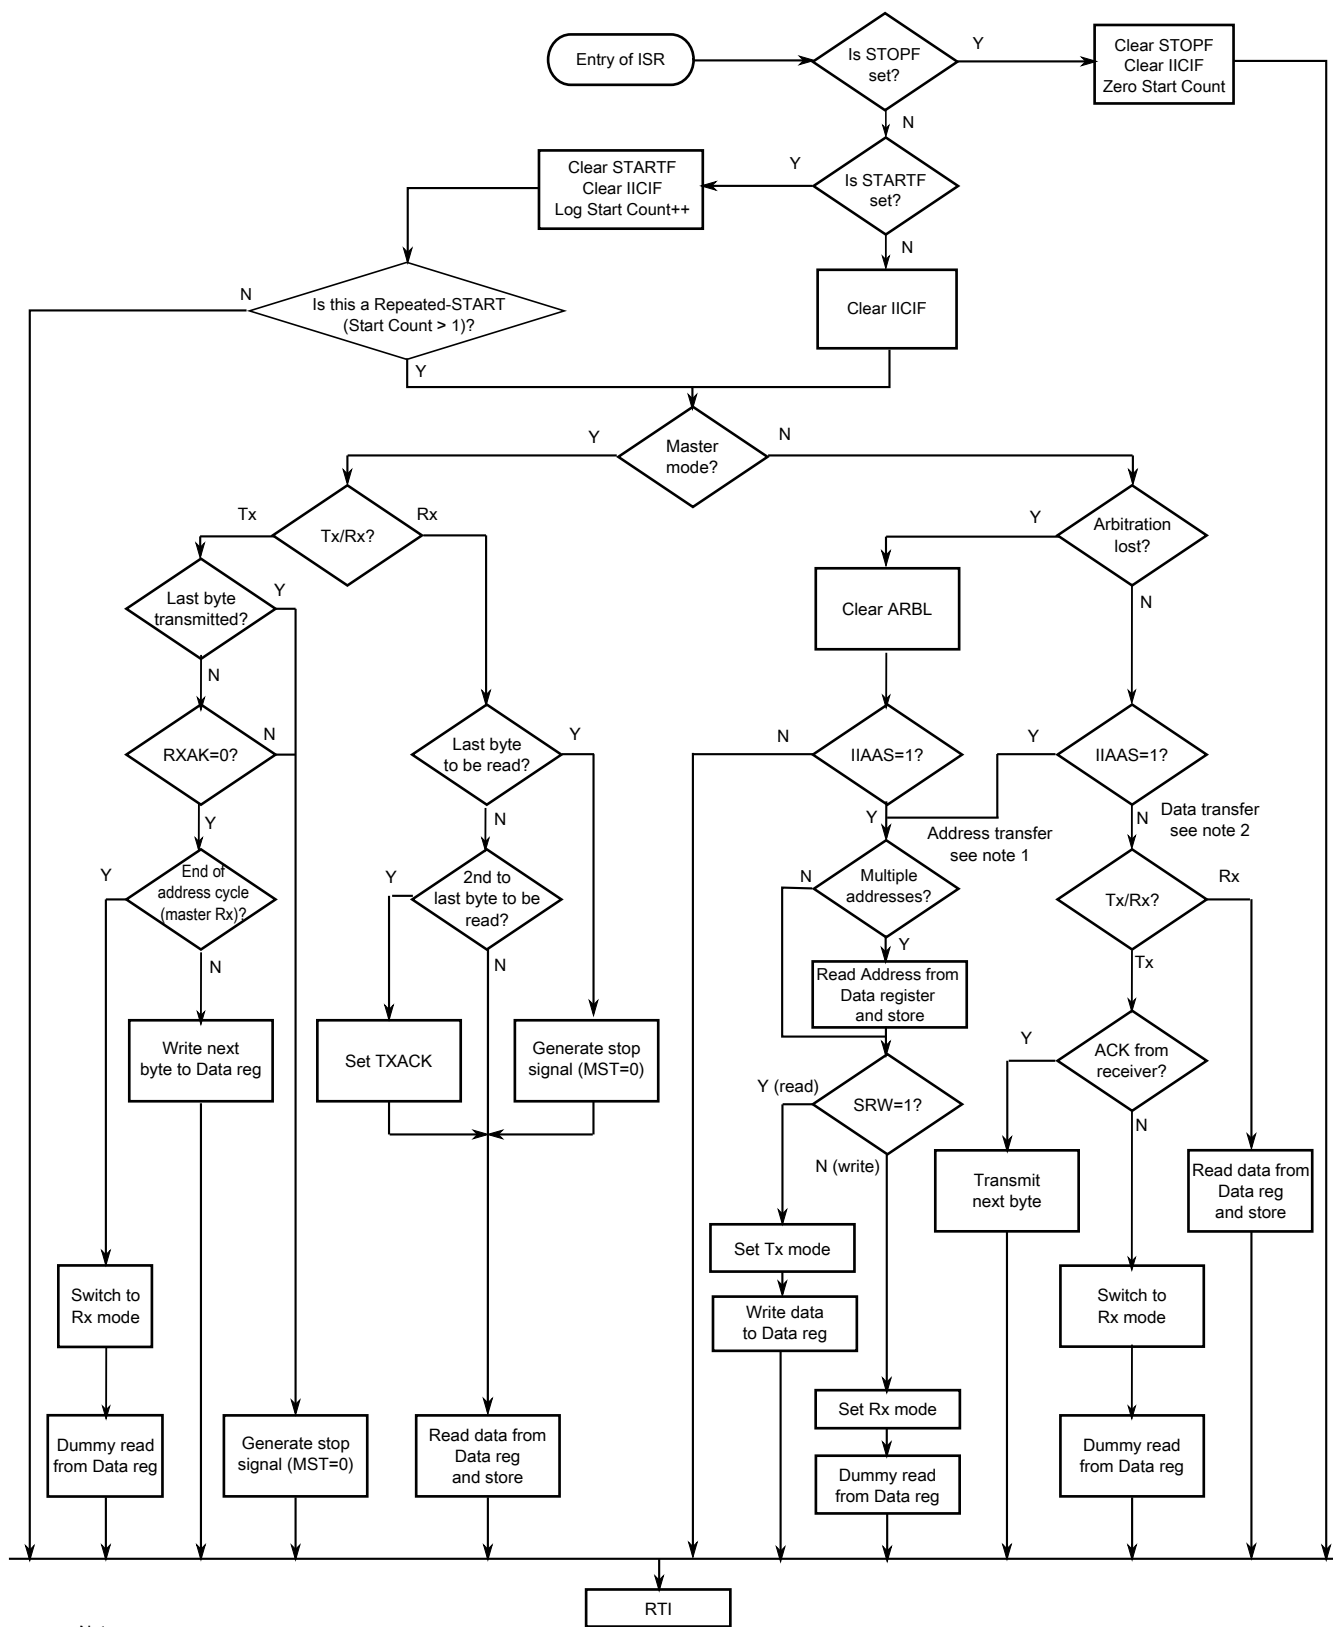 Entry of ISR
Is STOPF
set?
Y
Clear STOPF
Clear IICIF
Zero Start Count
N
Clear STARTF
Clear IICIF
Log Start Count++
Y
Is STARTF
set?
N
N
Is this a Repeated-START
(Start Count > 1)?
Clear IICIF
Y
Y
Master
mode?
N
Tx
Tx/Rx?
Rx
Y
Arbitration
lost?
Last byte
transmitted?
Y
Clear ARBL
N
N
RXAK=0?
N
Last byte
to be read?
Y
N
IIAAS=1?
Y
IIAAS=1?
Y
N
Y
Address transfer
see note 1
N
Data transfer
see note 2
Y
End of
address cycle
(master Rx)?
Y
2nd to
last byte to be
read?
N
Multiple
addresses?
Tx/Rx?
Rx
N
N
Y
Tx
Read Address from
Data register
and store
Write next
byte to Data reg
Set TXACK
Generate stop
signal (MST=0)
Y
ACK from
receiver?
Y (read)
SRW=1?
N
N (write)
Transmit
next byte
Read data from
Data reg
and store
Set Tx mode
Switch to
Rx mode
Write data
to Data reg
Switch to
Rx mode
Set Rx mode
Dummy read
from Data reg
Generate stop
signal (MST=0)
Read data from
Data reg
and store
Dummy read
from Data reg
Dummy read
from Data reg
RTI